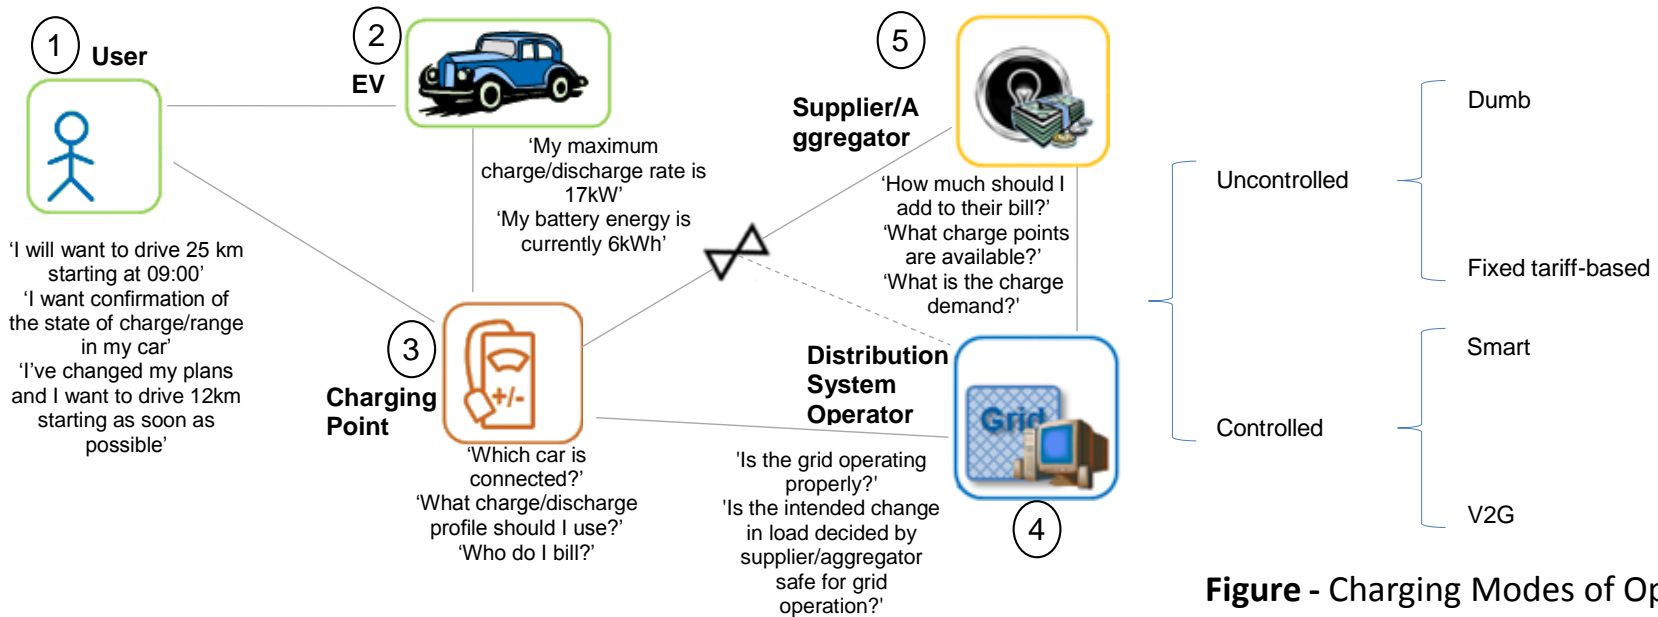 1
User
'I will want to drive 25 km
starting at 09:00'
'I want confirmation of
the state of charge/range
in my car'
'I've changed my plans
and I want to drive 12km
starting as soon as
possible'
2
EV
'My maximum
charge/discharge rate is
17kW'
'My battery energy is
currently 6kWh'
3
Charging
Point
+/-
'Which car is
connected?'
'What charge/discharge
profile should I use?'
'Who do I bill?'
5
Supplier/A
ggregator
'How much should I
add to their bill?'
'What charge points
are available?'
'What is the charge
demand?'
Distribution
System
Operator
Grid
4
'Is the grid operating
properly?'
'Is the intended change
in load decided by
supplier/aggregator
safe for grid
operation?'
Uncontrolled
Dumb
Fixed tariff-based
Controlled
Smart
V2G
Figure - Charging Modes of Op